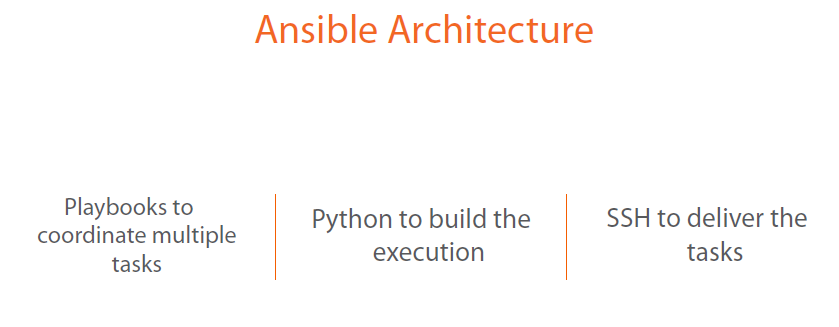 Ansible Architecture
Playbooks to
coordinate multiple
tasks
Python to build the
execution
SSH to deliver the
tasks